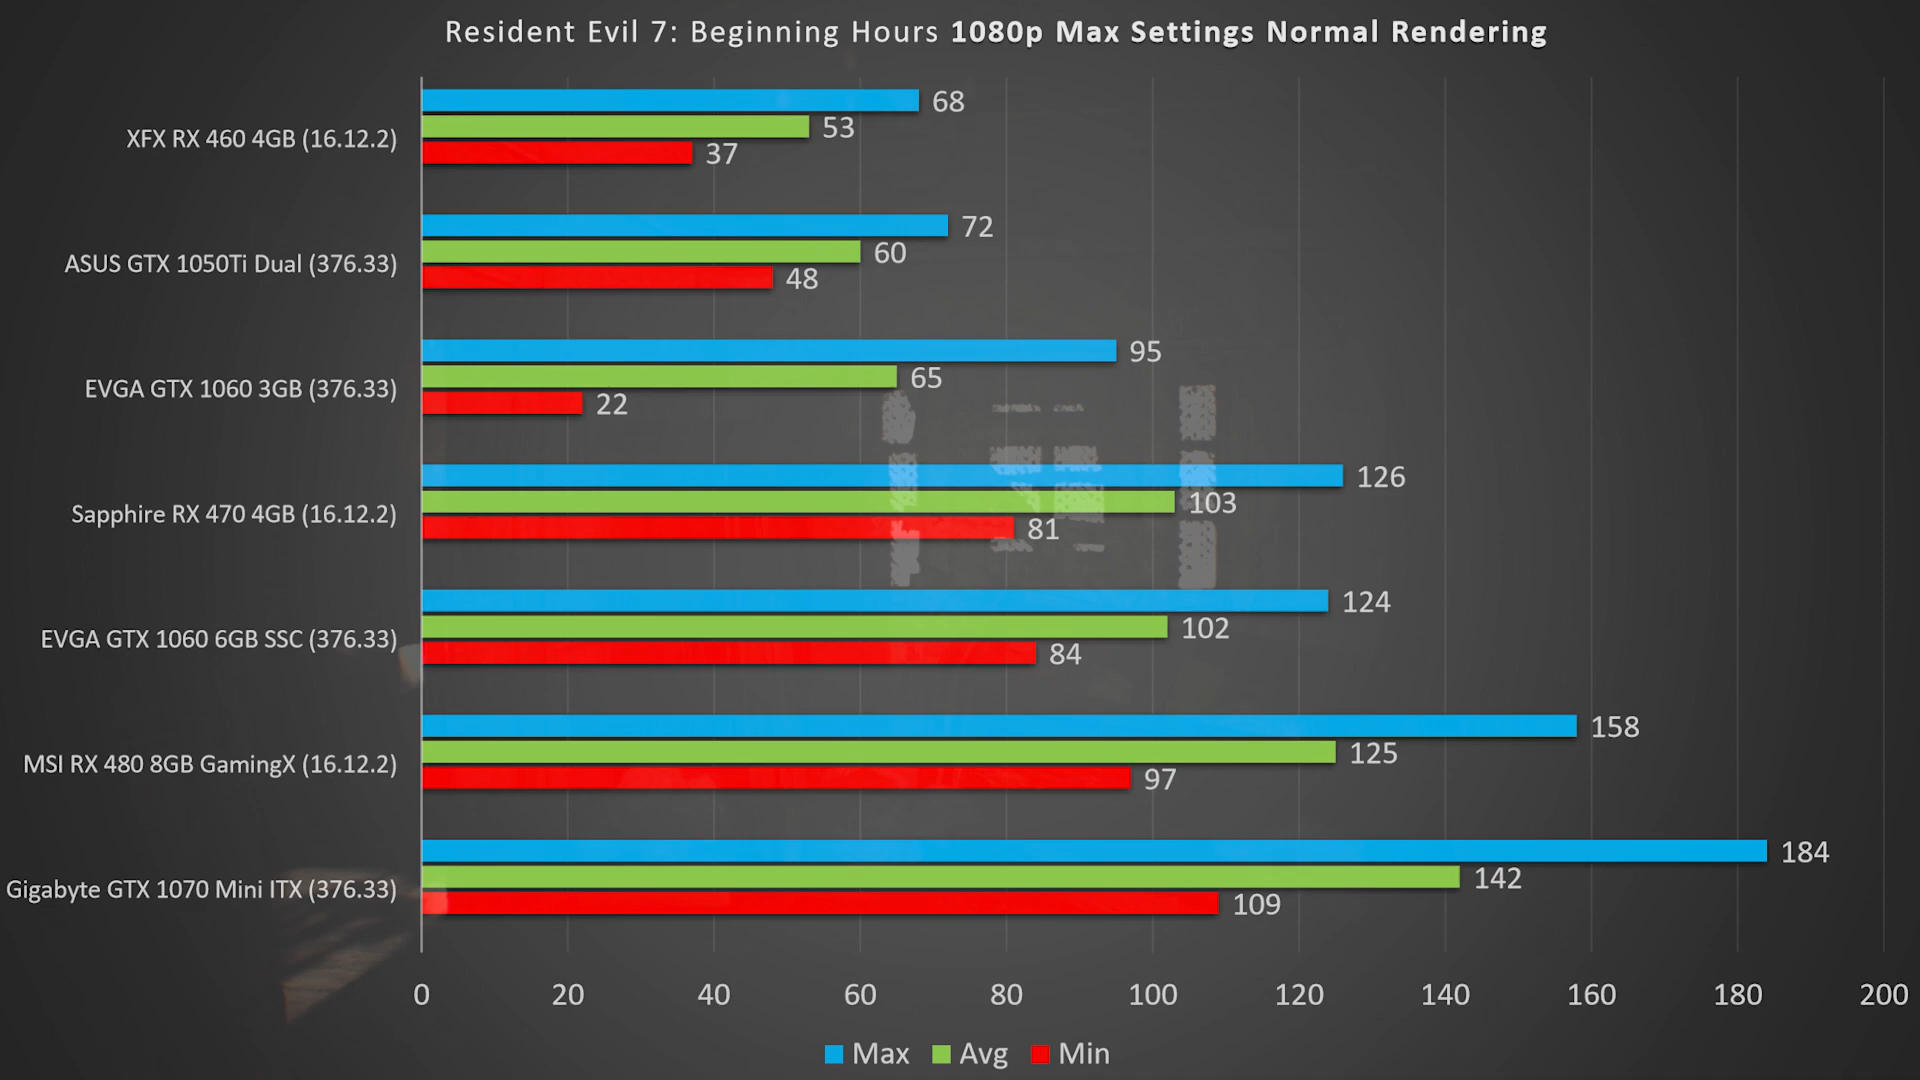 Resident Evil 7: Beginning Hours 1080p Max Settings Normal Rendering
XFX RX 460 4GB (16.12.2)
68
53
37
ASUS GTX 1050Ti Dual (376.33)
72
60
48
EVGA GTX 1060 3GB (376.33)
95
65
22
Sapphire RX 470 4GB (16.12.2)
126
103
81
EVGA GTX 1060 6GB SSC (376.33)
124
102
84
MSI RX 480 8GB GamingX (16.12.2)
158
125
97
Gigabyte GTX 1070 Mini ITX (376.33)
184
142
109
0 20 40 60 80 100 120 140 160 180 200
Max Avg Min